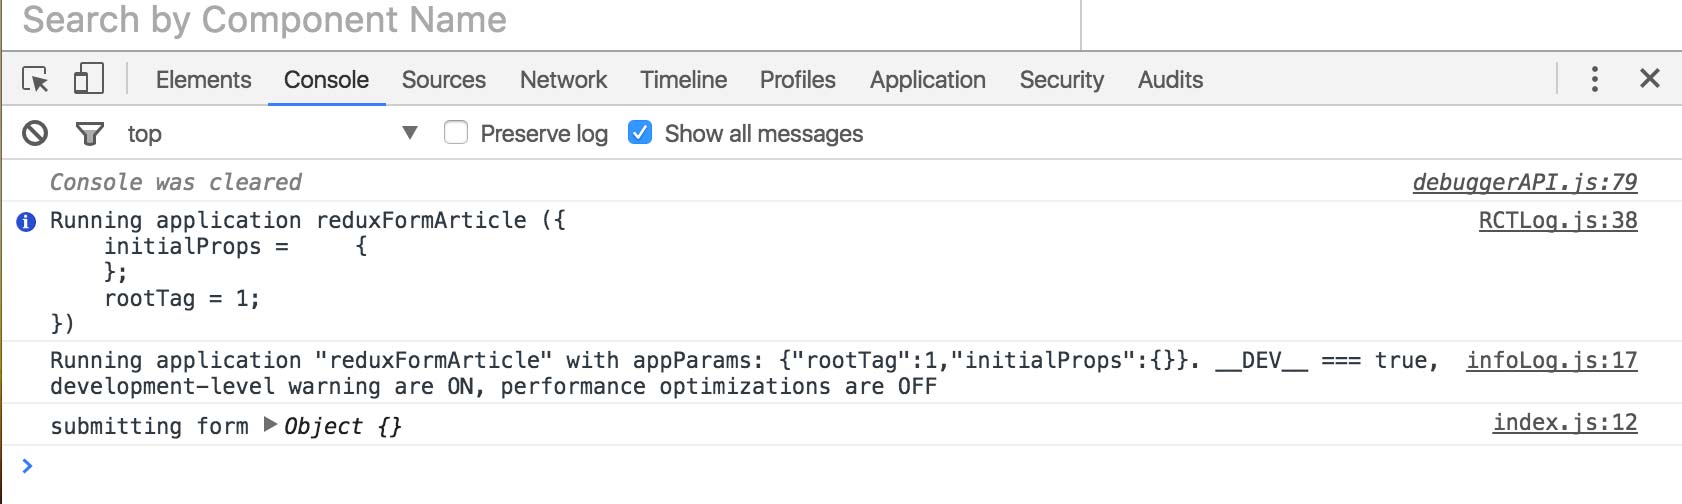 Search by Component Name
Elements Console Sources Network Timeline Profiles Application Security Audits
top Preserve log Show all messages
Console was cleared debuggerAPI.js:79
Running application reduxFormArticle ({ RCTLog.js:38
initialProps =     {
};
rootTag = 1;
})
Running application "reduxFormArticle" with appParams: {"rootTag":1,"initialProps":{}}. __DEV__ === true, infoLog.js:17
development-level warning are ON, performance optimizations are OFF
submitting form Object {} index.js:12